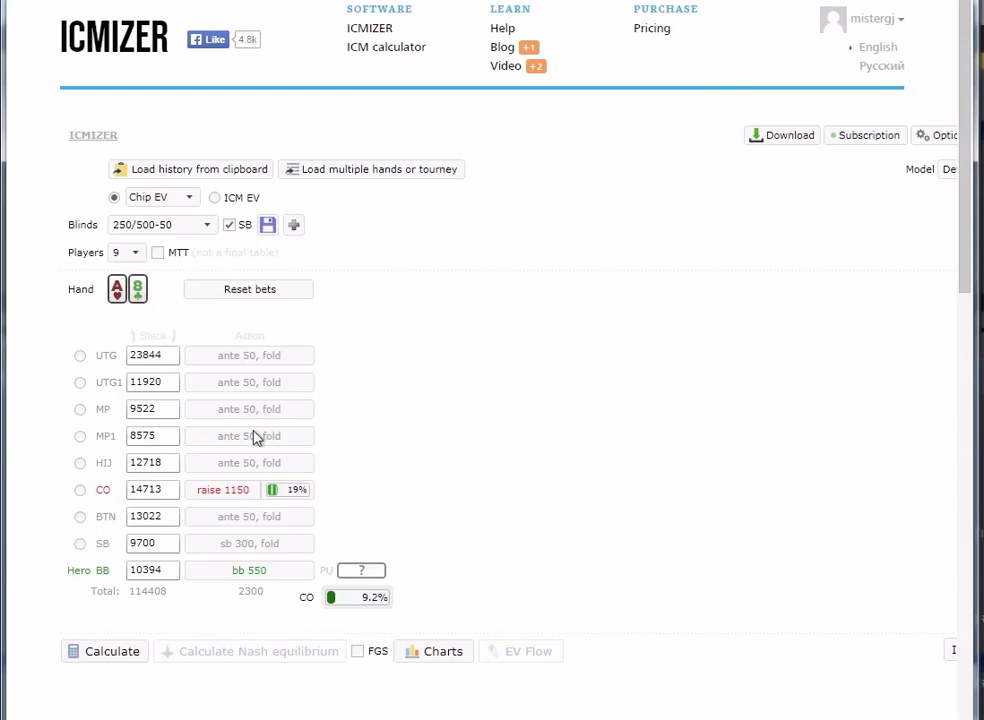 SOFTWARE LEARN PURCHASE
ICMIZER Like 4.8k ICMIZER Help Pricing mistergj
ICM calculator Blog +1 English
Video +2 Русский
ICMIZER Download Subscription Optio
Load history from clipboard Load multiple hands or tourney Model De
Chip EV ICM EV
Blinds 250/500-50 SB
Players 9 MTT (not a final table)
Hand A 8 Reset bets
Stack Action
UTG 23844 ante 50, fold
UTG1 11920 ante 50, fold
MP 9522 ante 50, fold
MP1 8575 ante 50, fold
HIJ 12718 ante 50, fold
CO 14713 raise 1150 19%
BTN 13022 ante 50, fold
SB 9700 sb 300, fold
Hero BB 10394 bb 550 PU ?
Total: 114408 2300 CO 9.2%
Calculate Calculate Nash equilibrium FGS Charts EV Flow I